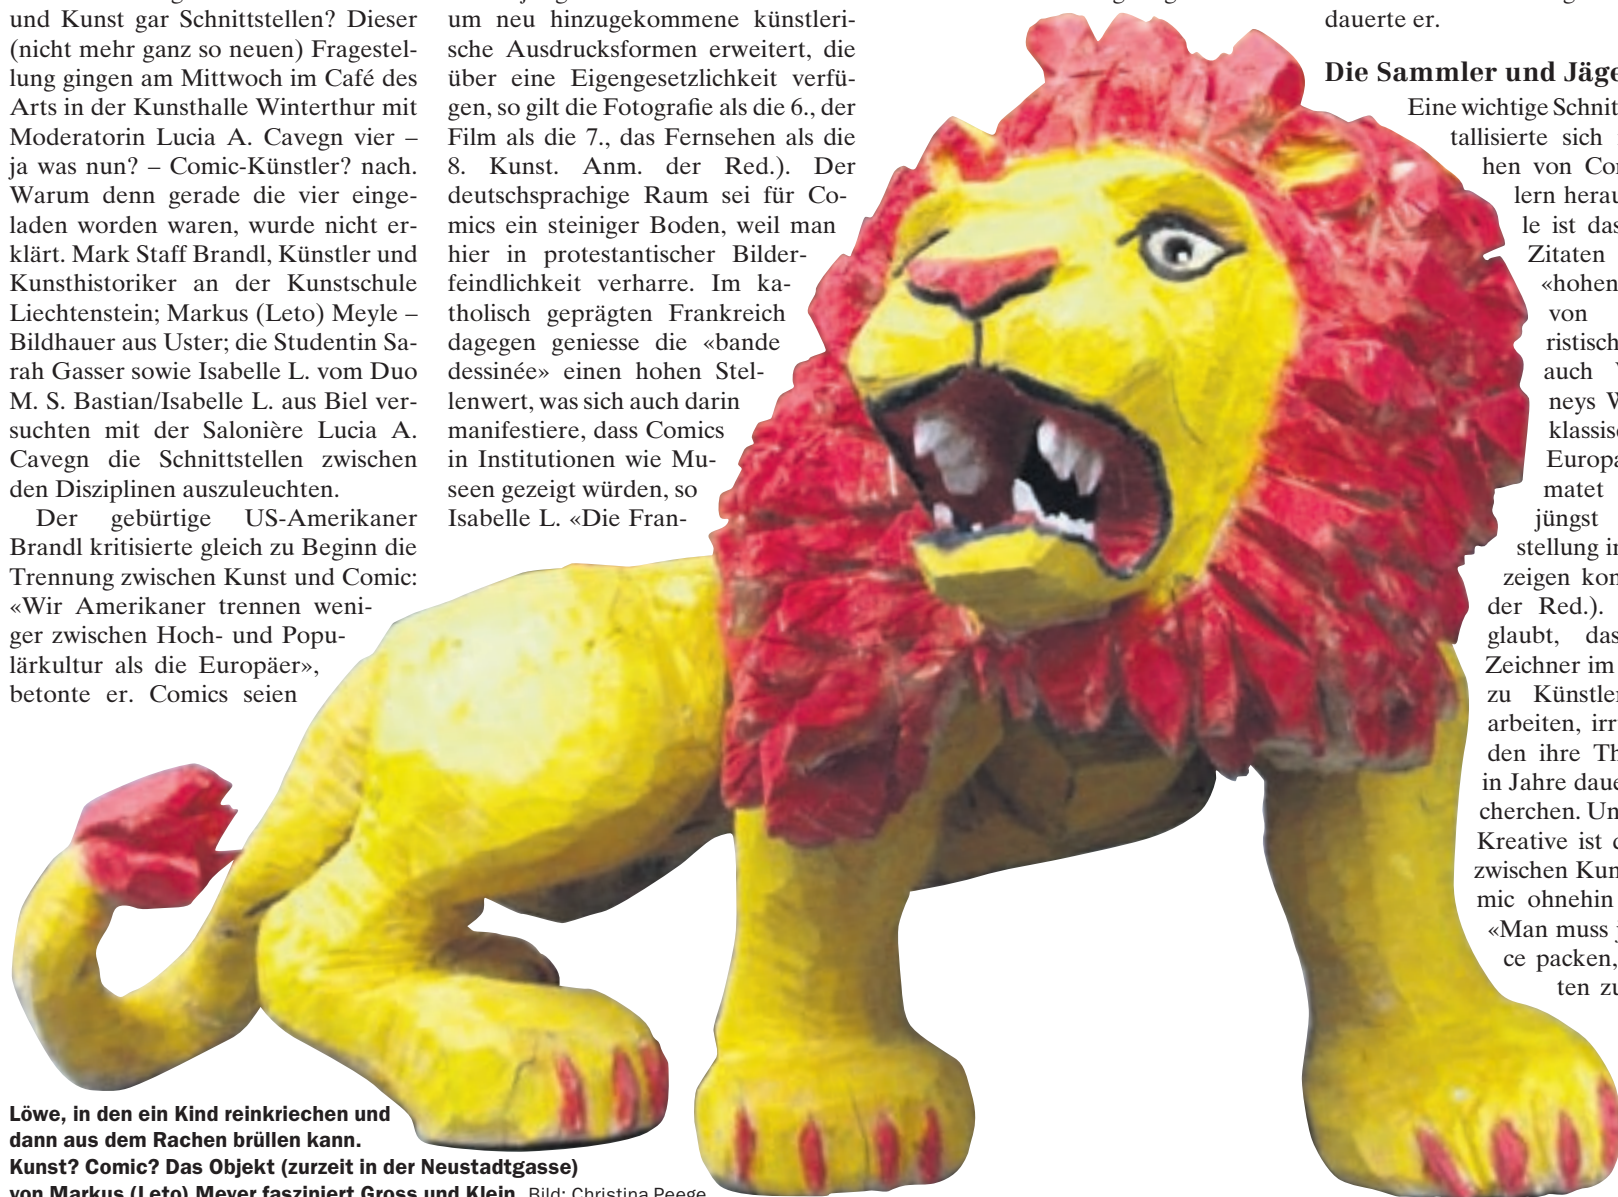 und Kunst gar Schnittstellen? Dieser
(nicht mehr ganz so neuen) Fragestel-
lung gingen am Mittwoch im Café des
Arts in der Kunsthalle Winterthur mit
Moderatorin Lucia A. Cavegn vier –
ja was nun? – Comic-Künstler? nach.
Warum denn gerade die vier einge-
laden worden waren, wurde nicht er-
klärt. Mark Staff Brandl, Künstler und
Kunsthistoriker an der Kunstschule
Liechtenstein; Markus (Leto) Meyle –
Bildhauer aus Uster; die Studentin Sa-
rah Gasser sowie Isabelle L. vom Duo
M. S. Bastian/Isabelle L. aus Biel ver-
suchten mit der Salonière Lucia A.
Cavegn die Schnittstellen zwischen
den Disziplinen auszuleuchten.
Der gebürtige US-Amerikaner
Brandl kritisierte gleich zu Beginn die
Trennung zwischen Kunst und Comic:
«Wir Amerikaner trennen weni-
ger zwischen Hoch- und Popu-
lärkultur als die Europäer»,
betonte er. Comics seien
um neu hinzugekommene künstleri-
sche Ausdrucksformen erweitert, die
über eine Eigengesetzlichkeit verfü-
gen, so gilt die Fotografie als die 6., der
Film als die 7., das Fernsehen als die
8. Kunst. Anm. der Red.). Der
deutschsprachige Raum sei für Co-
mics ein steiniger Boden, weil man
hier in protestantischer Bilder-
feindlichkeit verharre. Im ka-
tholisch geprägten Frankreich
dagegen geniesse die «bande
dessinée» einen hohen Stel-
lenwert, was sich auch darin
manifestiere, dass Comics
in Institutionen wie Mu-
seen gezeigt würden, so
Isabelle L. «Die Fran-
dauerte er.
Die Sammler und Jäge
Eine wichtige Schnit
tallisierte sich
hen von Co
lern herau
le ist das
Zitaten
«hohen
von
ristisch
auch
neys W
klassisc
Europa
matet
jüngst
stellung in
zeigen kon
der Red.).
glaubt, das
Zeichner im
zu Künstler
arbeiten, irr
den ihre Th
in Jahre daue
cherchen. Un
Kreative ist d
zwischen Kun
mic ohnehin
«Man muss
ce packen,
ten zu
Löwe, in den ein Kind reinkriechen und
dann aus dem Rachen brüllen kann.
Kunst? Comic? Das Objekt (zurzeit in der Neustadtgasse)
von Markus (Leto) Meyer fasziniert Gross und Klein. Bild: Christina Peege